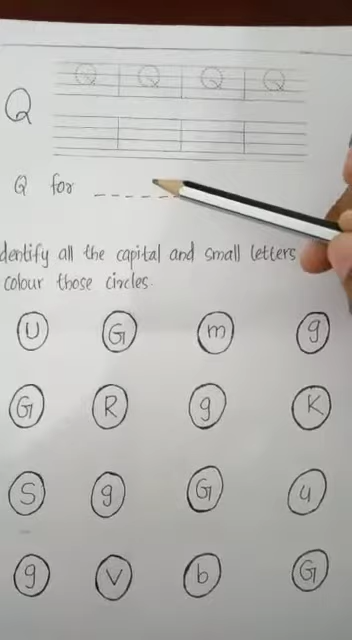 Q Q Q Q
Q
Q for _ _ _ _ _
dentify all the capital and small letters
colour those circles.
U G m g
G R g K
S g G u
g V b G